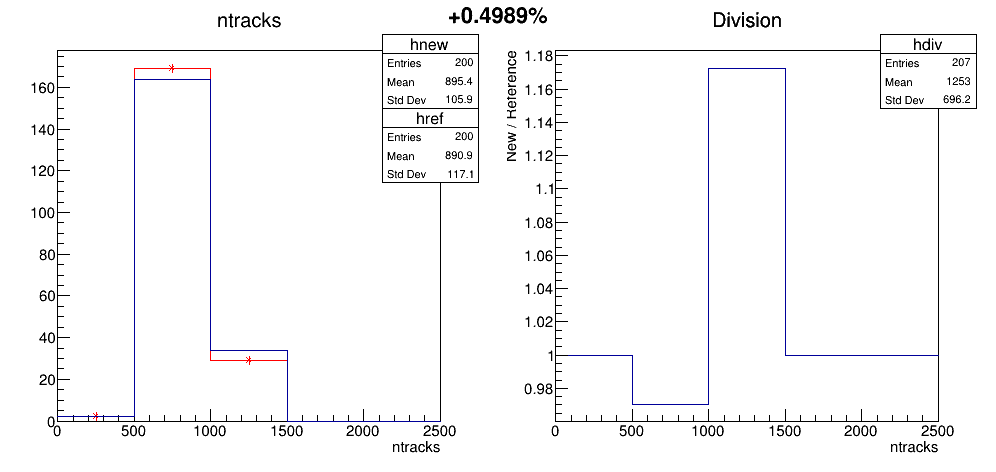 +0.4989%
ntracks
hnew
Entries 200
Mean 895.4
Std Dev 105.9
href
Entries 200
Mean 890.9
Std Dev 117.1
160
140
120
100
80
60
40
20
0
0 500 1000 1500 2000 2500
ntracks
Division
hdiv
Entries 207
Mean 1253
Std Dev 696.2
New / Reference
1.18
1.16
1.14
1.12
1.1
1.08
1.06
1.04
1.02
1
0.98
0 500 1000 1500 2000 2500
ntracks